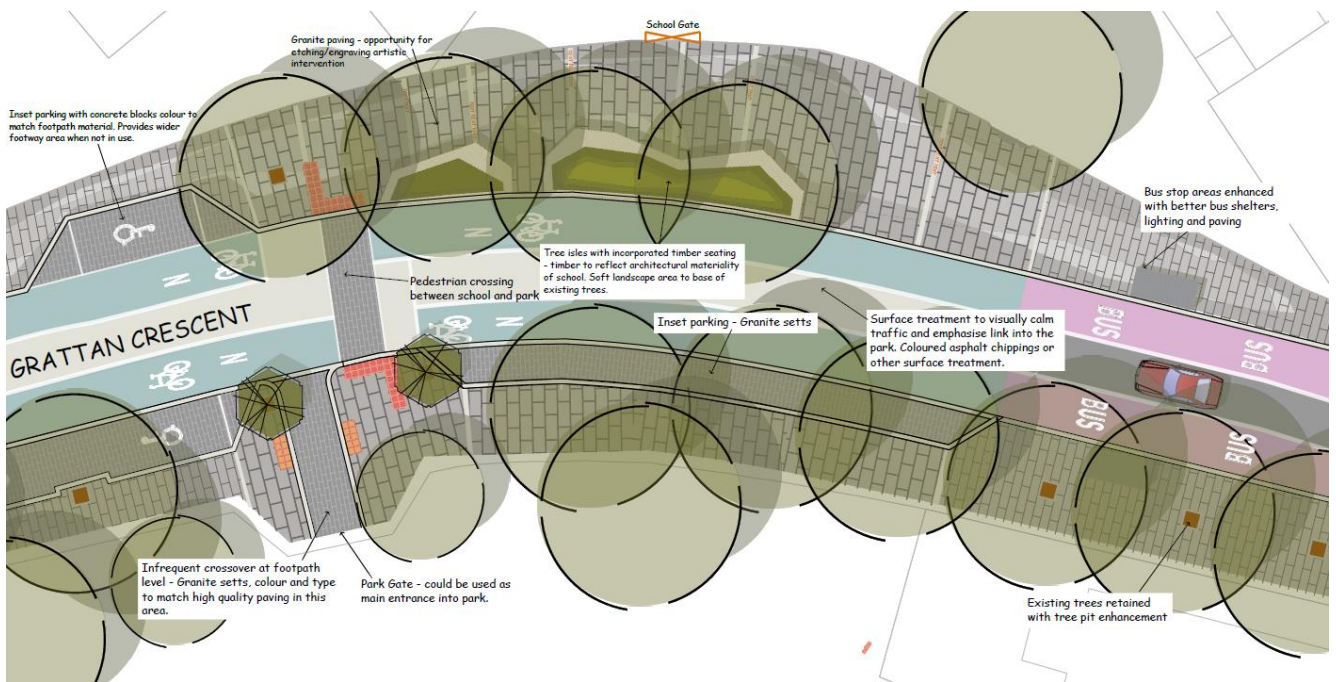 School Gate
Granite paving - opportunity for
etching/engraving artistic
intervention
Inset parking with concrete blocks colour to
match footpath material. Provides wider
footway area when not in use.
Bus stop areas enhanced
with better bus shelters,
lighting and paving
Tree isles with incorporated timber seating
- timber to reflect architectural materiality
of school. Soft landscape area to base of
existing trees.
Pedestrian crossing
between school and park
GRATTAN CRESCENT
Inset parking - Granite setts
Surface treatment to visually calm
traffic and emphasise link into the
park. Coloured asphalt chippings or
other surface treatment.
BUS
BUS
BUS
BUS
Infrequent crossover at footpath
level - Granite setts, colour and type
to match high quality paving in this
area.
Park Gate - could be used as
main entrance into park.
Existing trees retained
with tree pit enhancement